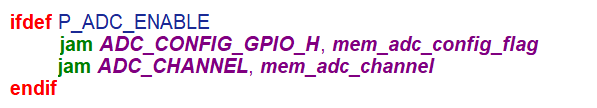 ifdef P_ADC_ENABLE
jam ADC_CONFIG_GPIO_H, mem_adc_config_flag
jam ADC_CHANNEL, mem_adc_channel
endif